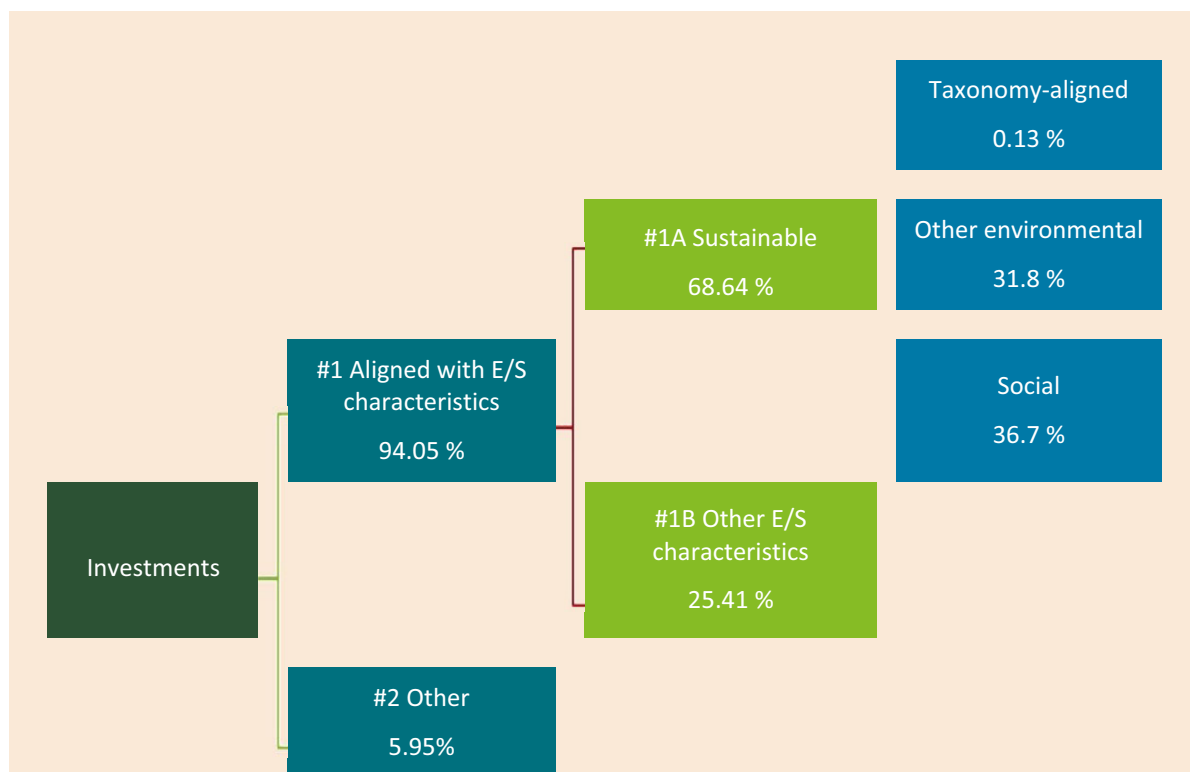 Investments
#1 Aligned with E/S
characteristics
94.05 %
#2 Other
5.95%
#1A Sustainable
68.64 %
#1B Other E/S
characteristics
25.41 %
Taxonomy-aligned
0.13 %
Other environmental
31.8 %
Social
36.7 %